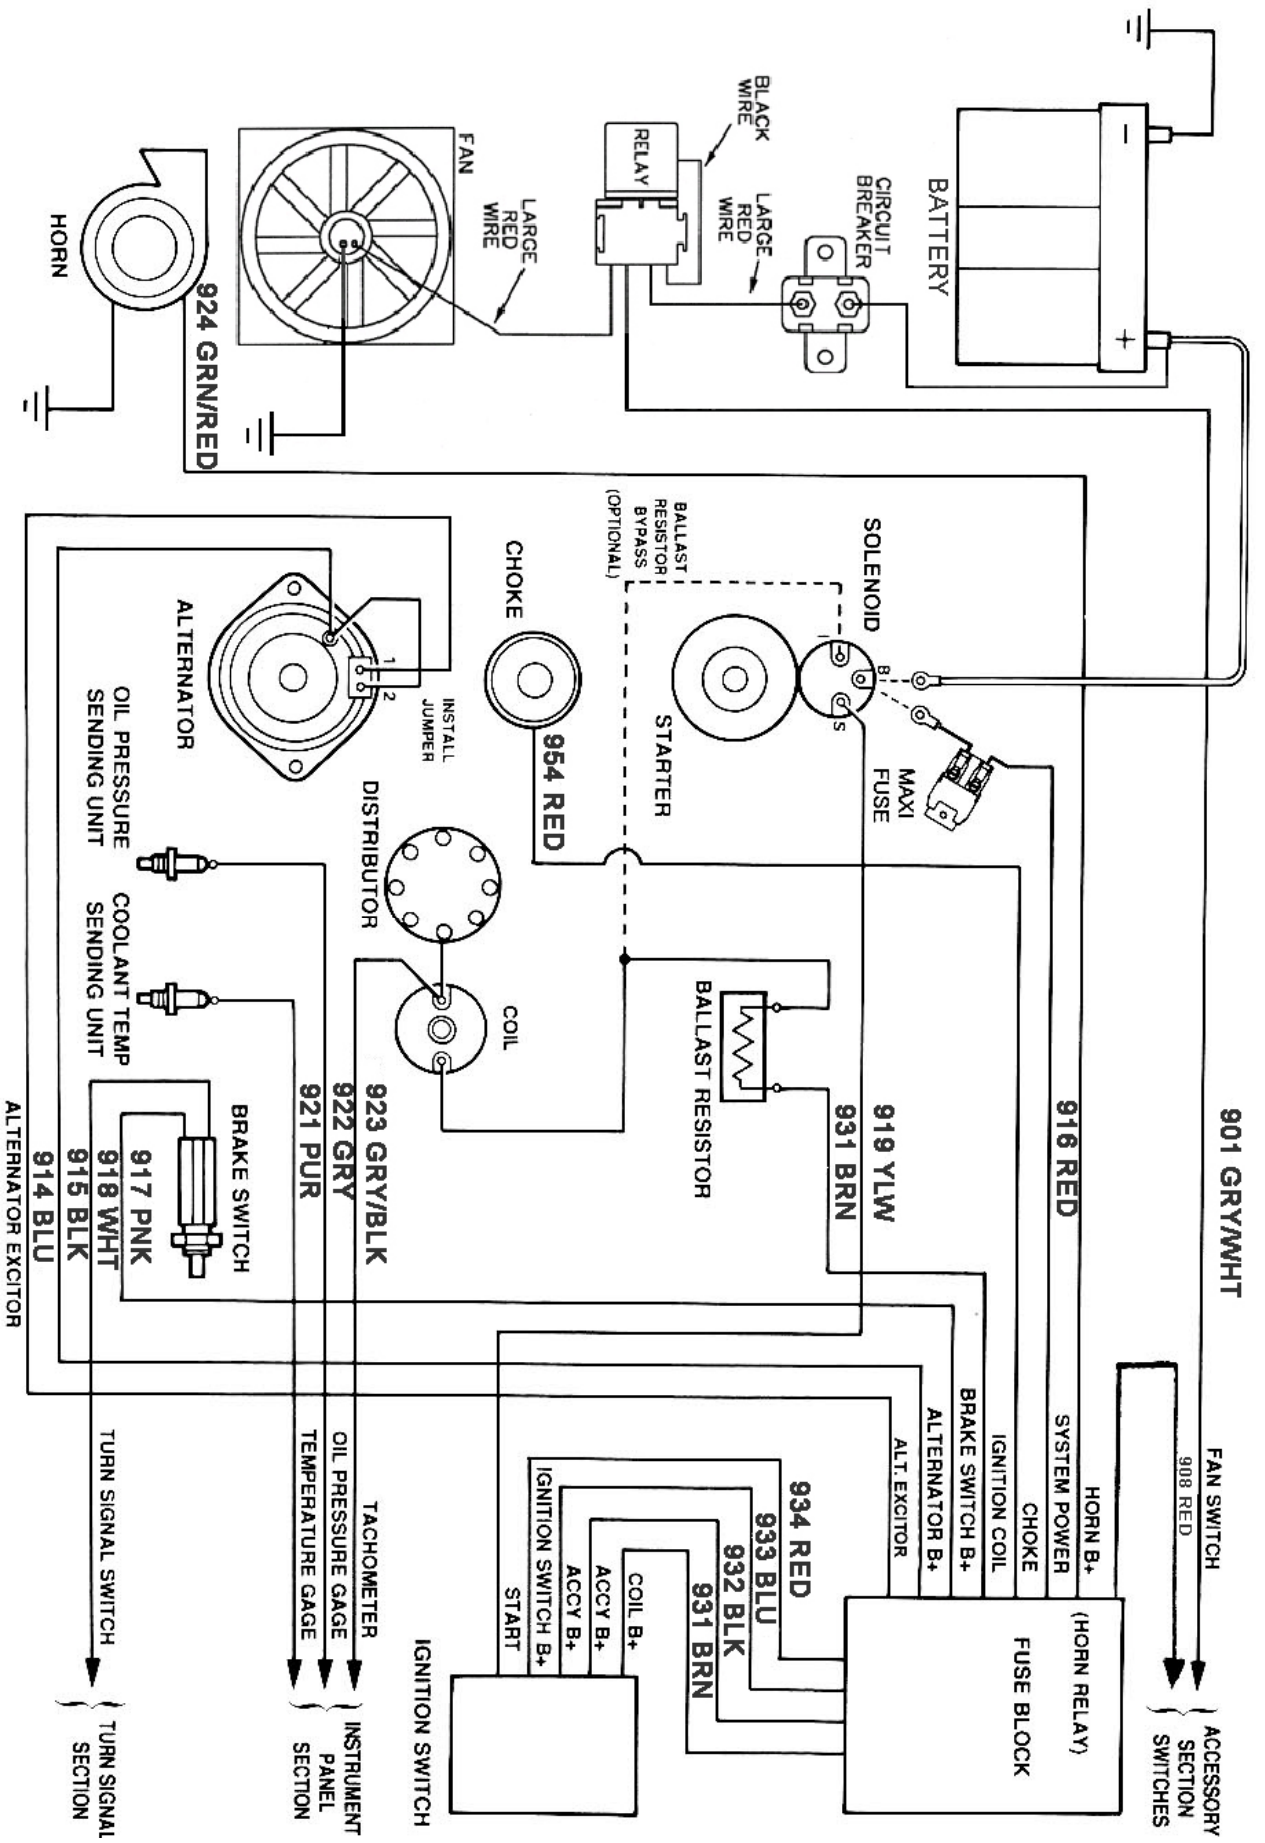 BATTERY
-
+
CIRCUIT
BREAKER
BLACK
WIRE
LARGE
RED
WIRE
RELAY
LARGE
RED
WIRE
FAN
HORN
924 GRN/RED
SOLENOID
I
B
S
BALLAST
RESISTOR
BYPASS
(OPTIONAL)
STARTER
MAXI
FUSE
CHOKE
954 RED
INSTALL
JUMPER
1
2
ALTERNATOR
DISTRIBUTOR
COIL
BALLAST RESISTOR
OIL PRESSURE
SENDING UNIT
COOLANT TEMP
SENDING UNIT
BRAKE SWITCH
901 GRY/WHT
916 RED
919 YLW
931 BRN
923 GRY/BLK
922 GRY
921 PUR
917 PNK
918 WHT
915 BLK
914 BLU
ALTERNATOR EXCITOR
FAN SWITCH
908 RED
HORN B+
SYSTEM POWER
CHOKE
IGNITION COIL
BRAKE SWITCH B+
ALTERNATOR B+
ALT. EXCITOR
934 RED
933 BLU
932 BLK
931 BRN
COIL B+
ACCY B+
ACCY B+
IGNITION SWITCH B+
START
TACHOMETER
OIL PRESSURE GAGE
TEMPERATURE GAGE
TURN SIGNAL SWITCH
(HORN RELAY)
FUSE BLOCK
IGNITION SWITCH
ACCESSORY
SECTION
SWITCHES
INSTRUMENT
PANEL
SECTION
TURN SIGNAL
SECTION